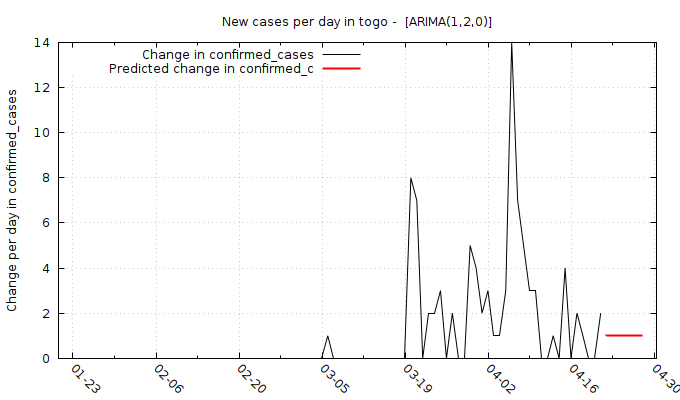 New cases per day in togo -  [ARIMA(1,2,0)]
Change in confirmed_cases
Predicted change in confirmed_c
Change per day in confirmed_cases
14
12
10
8
6
4
2
0
01-23 02-06 02-20 03-05 03-19 04-02 04-16 04-30